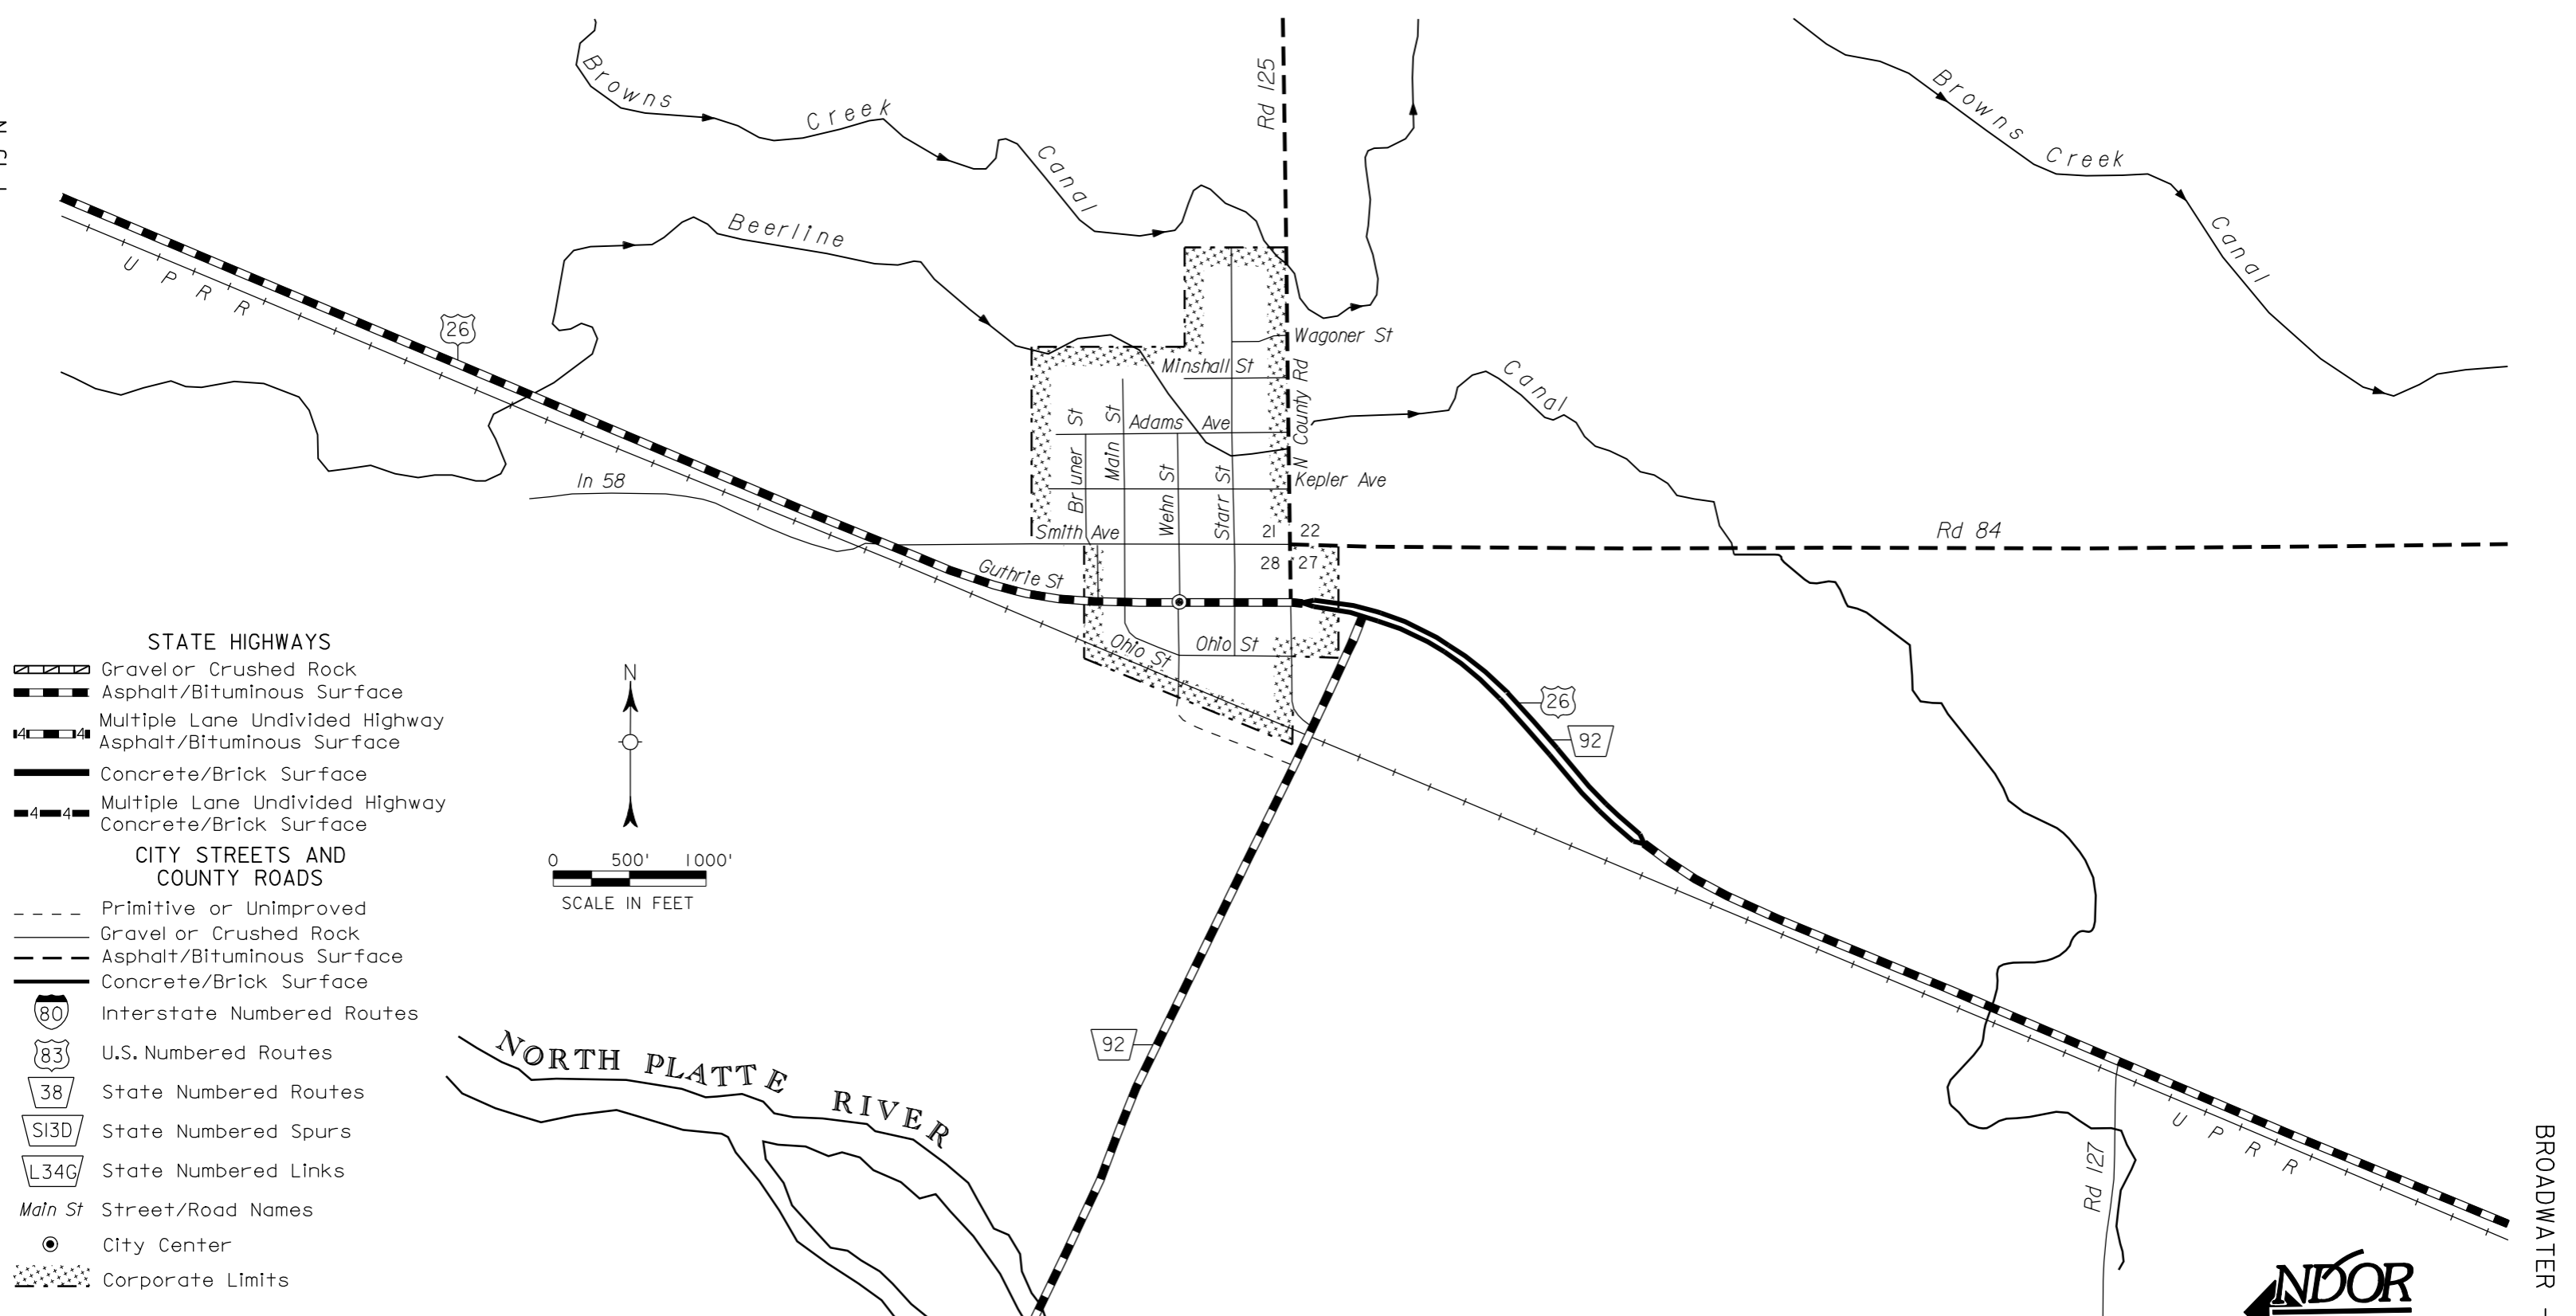 Rd 125
Browns Creek Canal
Browns Creek Canal
Beerline Canal
U P R R
26
Wagoner St
Minshall St
N County Rd
Adams Ave
Bruner St
Main St
Wehn St
Starr St
Kepler Ave
In 58
Smith Ave
21 22
28 27
Rd 84
Guthrie St
Ohio St
Ohio St
26
92
92
NORTH PLATTE RIVER
U P R R
Rd 127
STATE HIGHWAYS
Gravel or Crushed Rock
Asphalt/Bituminous Surface
4 4 Multiple Lane Undivided Highway
Asphalt/Bituminous Surface
Concrete/Brick Surface
4 4 Multiple Lane Undivided Highway
Concrete/Brick Surface
CITY STREETS AND
COUNTY ROADS
Primitive or Unimproved
Gravel or Crushed Rock
Asphalt/Bituminous Surface
Concrete/Brick Surface
80 Interstate Numbered Routes
83 U.S. Numbered Routes
38 State Numbered Routes
S13D State Numbered Spurs
L34G State Numbered Links
Main St Street/Road Names
City Center
Corporate Limits
N
0 500' 1000'
SCALE IN FEET
BROADWATER -
NDOR